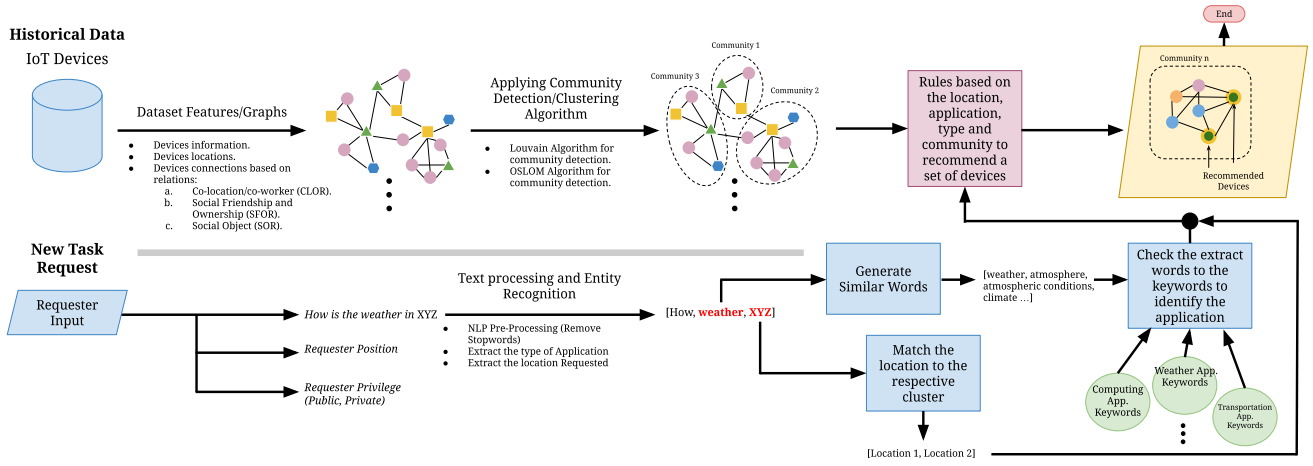 Historical Data
IoT Devices
Dataset Features/Graphs
● Devices information.
● Devices locations.
● Devices connections based on
relations:
a. Co-location/co-worker (CLOR).
b. Social Friendship and
Ownership (SFOR).
c. Social Object (SOR).
Applying Community
Detection/Clustering
Algorithm
● Louvain Algorithm for
community detection.
● OSLOM Algorithm for
community detection.
Community 1
Community 3
Community 2
Rules based on
the location,
application,
type and
community to
recommend a
set of devices
End
Community n
Recommended
Devices
New Task
Request
Requester
Input
How is the weather in XYZ
Requester Position
Requester Privilege
(Public, Private)
Text processing and Entity
Recognition
● NLP Pre-Processing (Remove
Stopwords)
● Extract the type of Application
● Extract the location Requested
[How, weather, XYZ]
Generate
Similar Words
[weather, atmosphere,
atmospheric conditions,
climate ...]
Check the extract
words to the
keywords to
identify the
application
Match the
location to the
respective
cluster
[Location 1, Location 2]
Computing
App.
Keywords
Weather App.
Keywords
Transportation
App.
Keywords